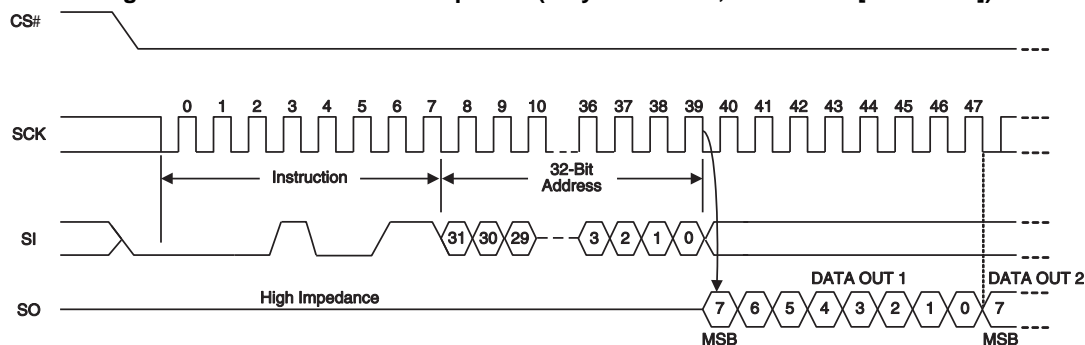 CS#
0 1 2 3 4 5 6 7 8 9 10 36 37 38 39 40 41 42 43 44 45 46 47
SCK
Instruction
32-Bit
Address
SI
31 30 29 3 2 1 0
DATA OUT 1
DATA OUT 2
High Impedance
SO
7 6 5 4 3 2 1 0 7
MSB
MSB